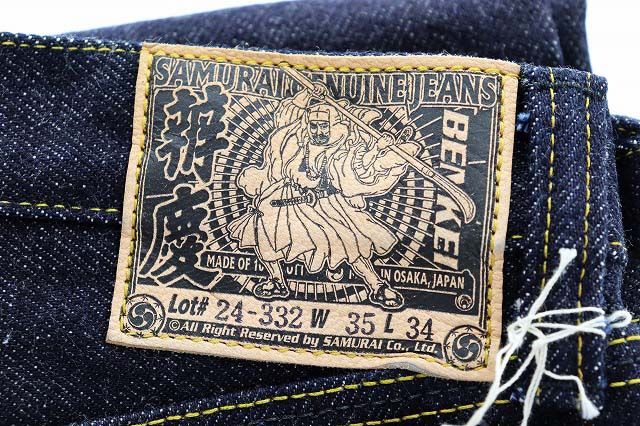 SAMURAI GENUINE JEANS
辨慶
BENKEI
MADE OF 10
IN OSAKA, JAPAN
Lot# 24-332 W 35 L 34
©All Right Reserved by SAMURAI Co., Ltd.